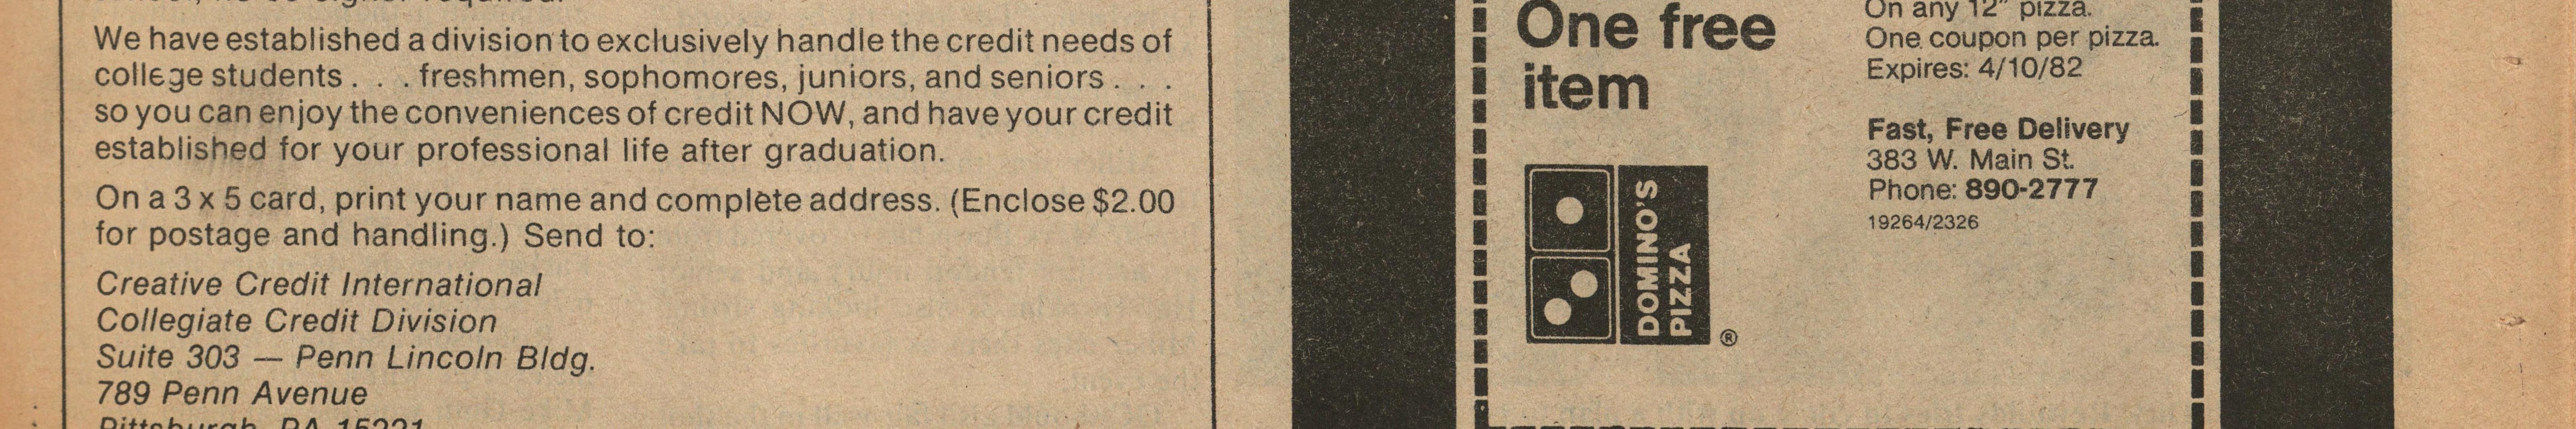 We have established a division to exclusively handle the credit needs of
college students . . . freshmen, sophomores, juniors, and seniors . . .
so you can enjoy the conveniences of credit NOW, and have your credit
established for your professional life after graduation.
On a 3 x 5 card, print your name and complete address. (Enclose $2.00
for postage and handling.) Send to:
Creative Credit International
Collegiate Credit Division
Suite 303 — Penn Lincoln Bldg.
789 Penn Avenue
Pittsburgh, PA 15221
One free
item
DOMINO'S
PIZZA
®
On any 12" pizza.
One coupon per pizza.
Expires: 4/10/82
Fast, Free Delivery
383 W. Main St.
Phone: 890-2777
19264/2326